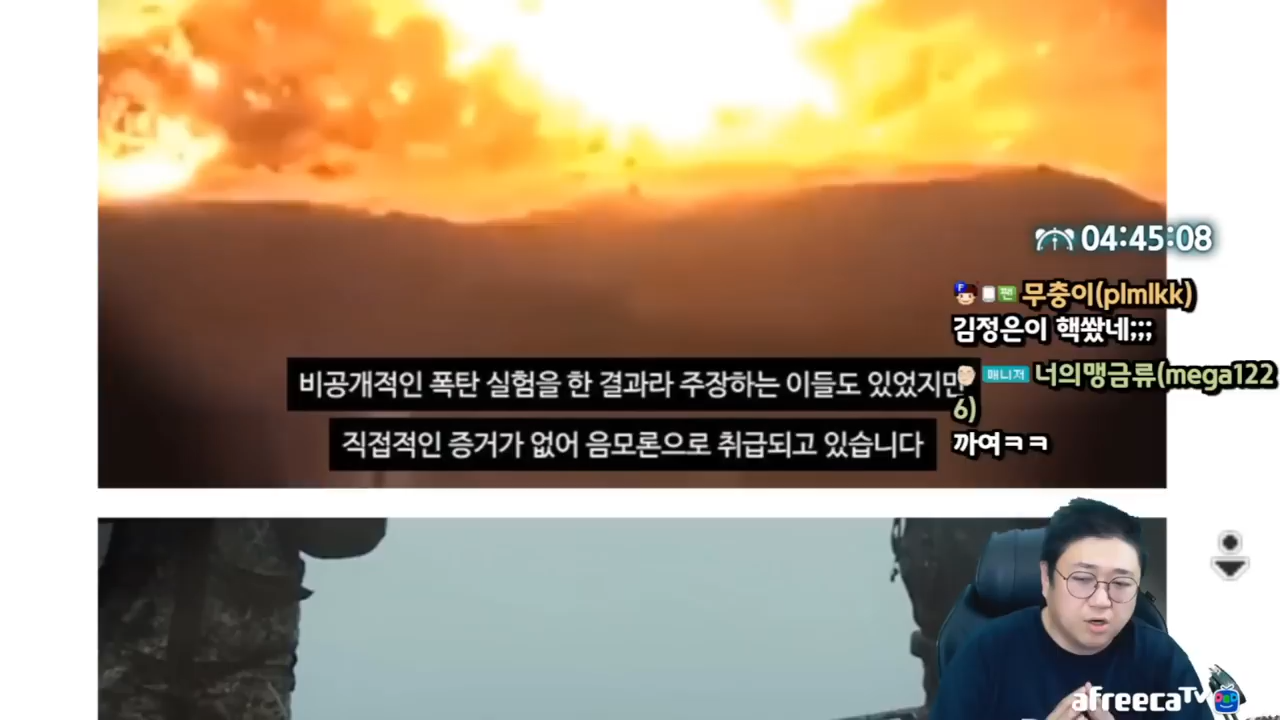 04:45:08
F 팬 무충이(plmlkk)
김정은이 핵쐈네;;;
비공개적인 폭탄 실험을 한 결과라 주장하는 이들도 있었지만
매니저 너의맹금류(mega122
6)
직접적인 증거가 없어 음모론으로 취급되고 있습니다
까여ㅋㅋ
afreecaTV